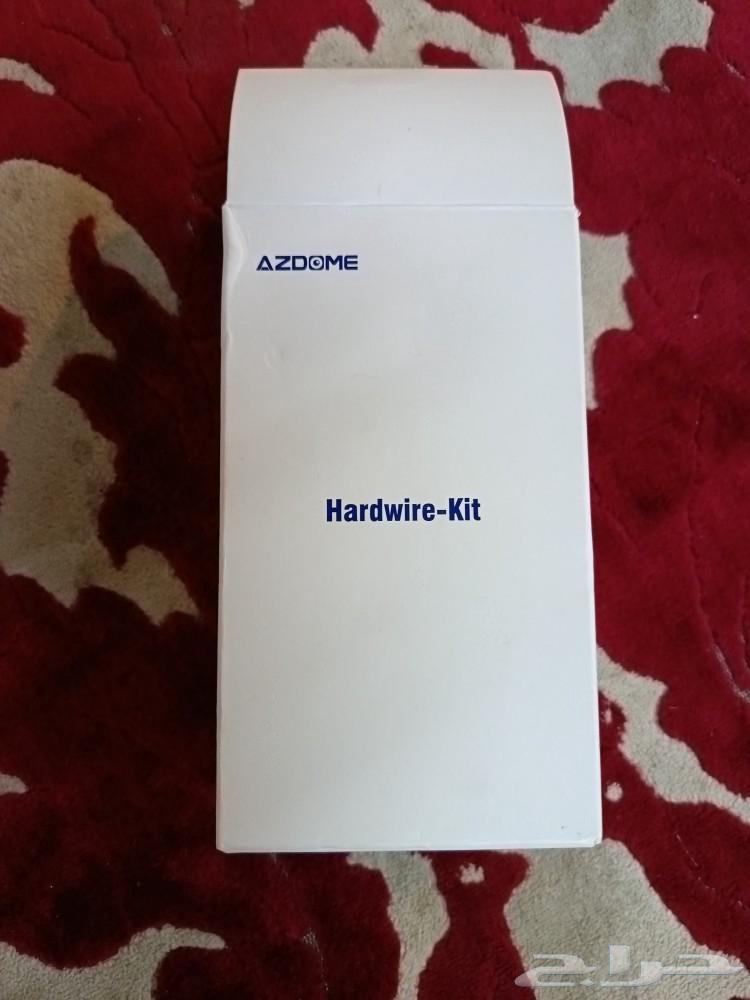 AZDOME
Hardwire-Kit
حراج